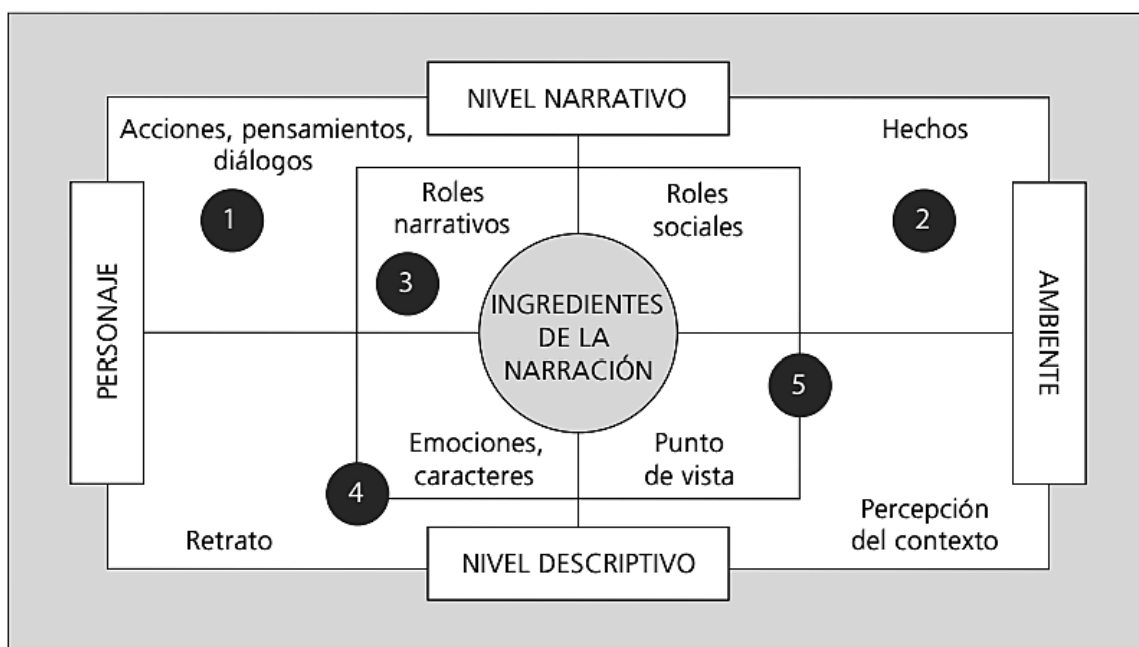 NIVEL NARRATIVO
Acciones, pensamientos,
diálogos
Hechos
1
Roles
narrativos
Roles
sociales
2
3
PERSONAJE
INGREDIENTES
DE LA
NARRACIÓN
AMBIENTE
5
Emociones,
caracteres
Punto
de vista
4
Retrato
Percepción
del contexto
NIVEL DESCRIPTIVO